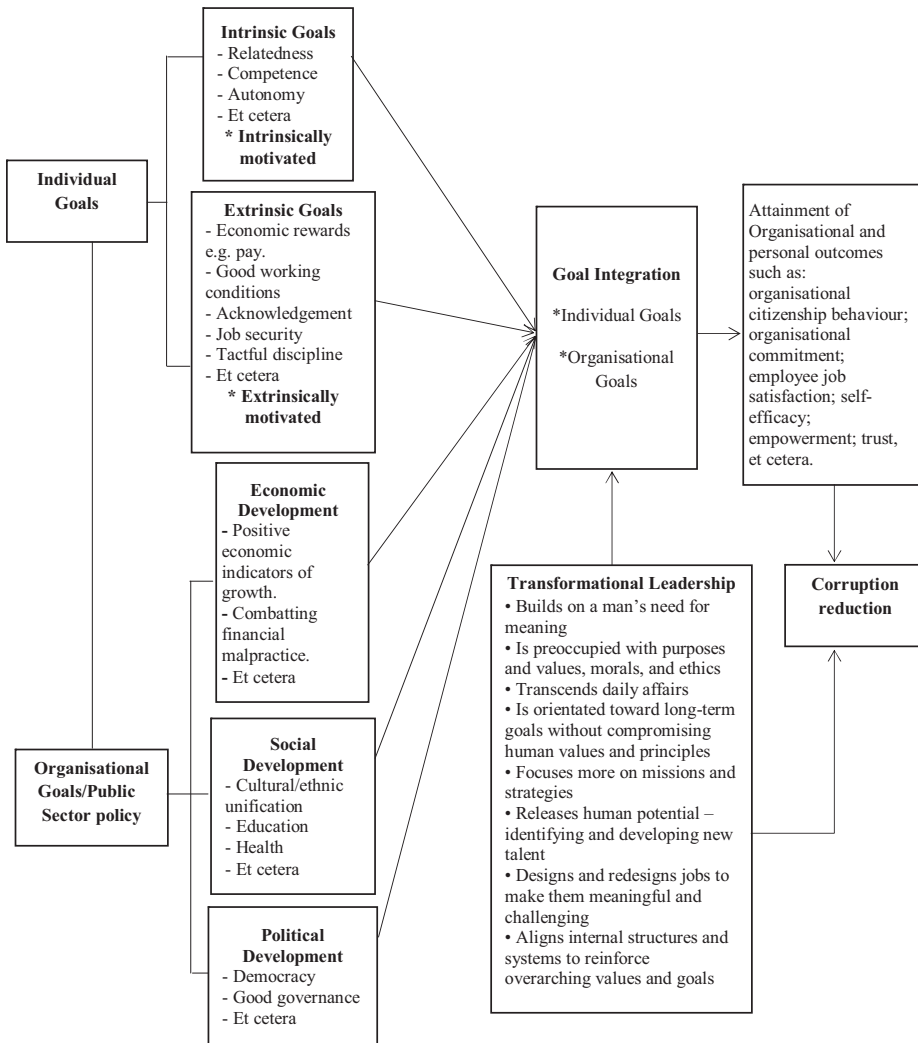 Intrinsic Goals
- Relatedness
- Competence
- Autonomy
- Et cetera
* Intrinsically
motivated
Individual
Goals
Extrinsic Goals
- Economic rewards
e.g. pay.
- Good working
conditions
- Acknowledgement
- Job security
- Tactful discipline
- Et cetera
* Extrinsically
motivated
Economic
Development
- Positive
economic
indicators of
growth.
- Combatting
financial
malpractice.
- Et cetera
Organisational
Goals/Public
Sector policy
Social
Development
- Cultural/ethnic
unification
- Education
- Health
- Et cetera
Political
Development
- Democracy
- Good governance
- Et cetera
Goal Integration
*Individual Goals
*Organisational
Goals
Transformational Leadership
• Builds on a man’s need for
meaning
• Is preoccupied with purposes
and values, morals, and ethics
• Transcends daily affairs
• Is orientated toward long-term
goals without compromising
human values and principles
• Focuses more on missions and
strategies
• Releases human potential –
identifying and developing new
talent
• Designs and redesigns jobs to
make them meaningful and
challenging
• Aligns internal structures and
systems to reinforce
overarching values and goals
Attainment of
Organisational and
personal outcomes
such as:
organisational
citizenship behaviour;
organisational
commitment;
employee job
satisfaction; self-
efficacy;
empowerment; trust,
et cetera.
Corruption
reduction